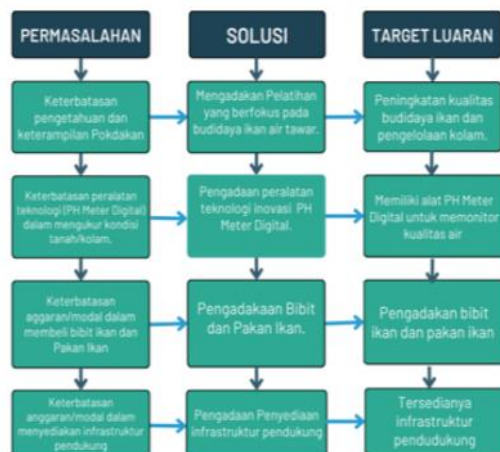 PERMASALAHAN
SOLUSI
TARGET LUARAN
Keterbatasan
pengetahuan dan
keterampilan Pokdakan
Mengadakan Pelatihan
yang berfokus pada
budidaya ikan air tawar.
Peningkatan kualitas
budidaya ikan dan
pengelolaan kolam.
Keterbatasan peralatan
teknologi (PH Meter Digital)
dalam mengukur kondisi
tanah/kolam.
Pengadaan peralatan
teknologi inovasi PH
Meter Digital.
Memiliki alat PH Meter
Digital untuk memonitor
kualitas air
Keterbatasan
aggaran/modal dalam
membeli bibit ikan dan
Pakan Ikan
Pengadakaan Bibit
dan Pakan Ikan.
Pengadakan bibit
ikan dan pakan ikan
Keterbatasan
anggaran/modal dalam
menyediakan infrastruktur
pendukung
Pengadaan Penyediaan
infrastruktur pendukung
Tersedianya
infrastruktur
pendudukung